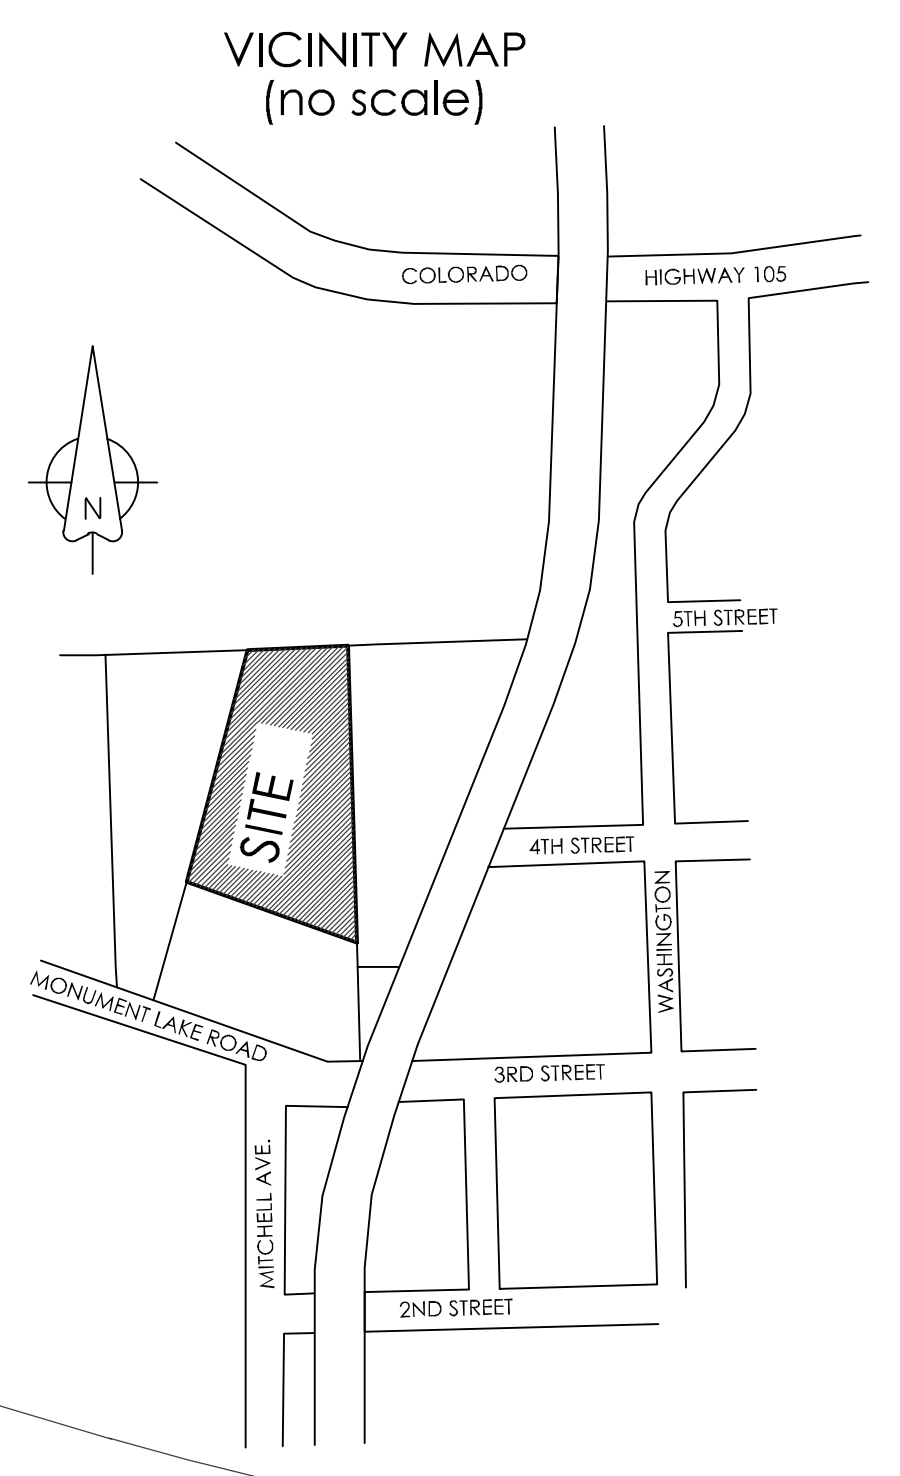 VICINITY MAP
(no scale)
COLORADO
HIGHWAY 105
N
5TH STREET
SITE
4TH STREET
WASHINGTON
MONUMENT LAKE ROAD
3RD STREET
MITCHELL AVE.
2ND STREET